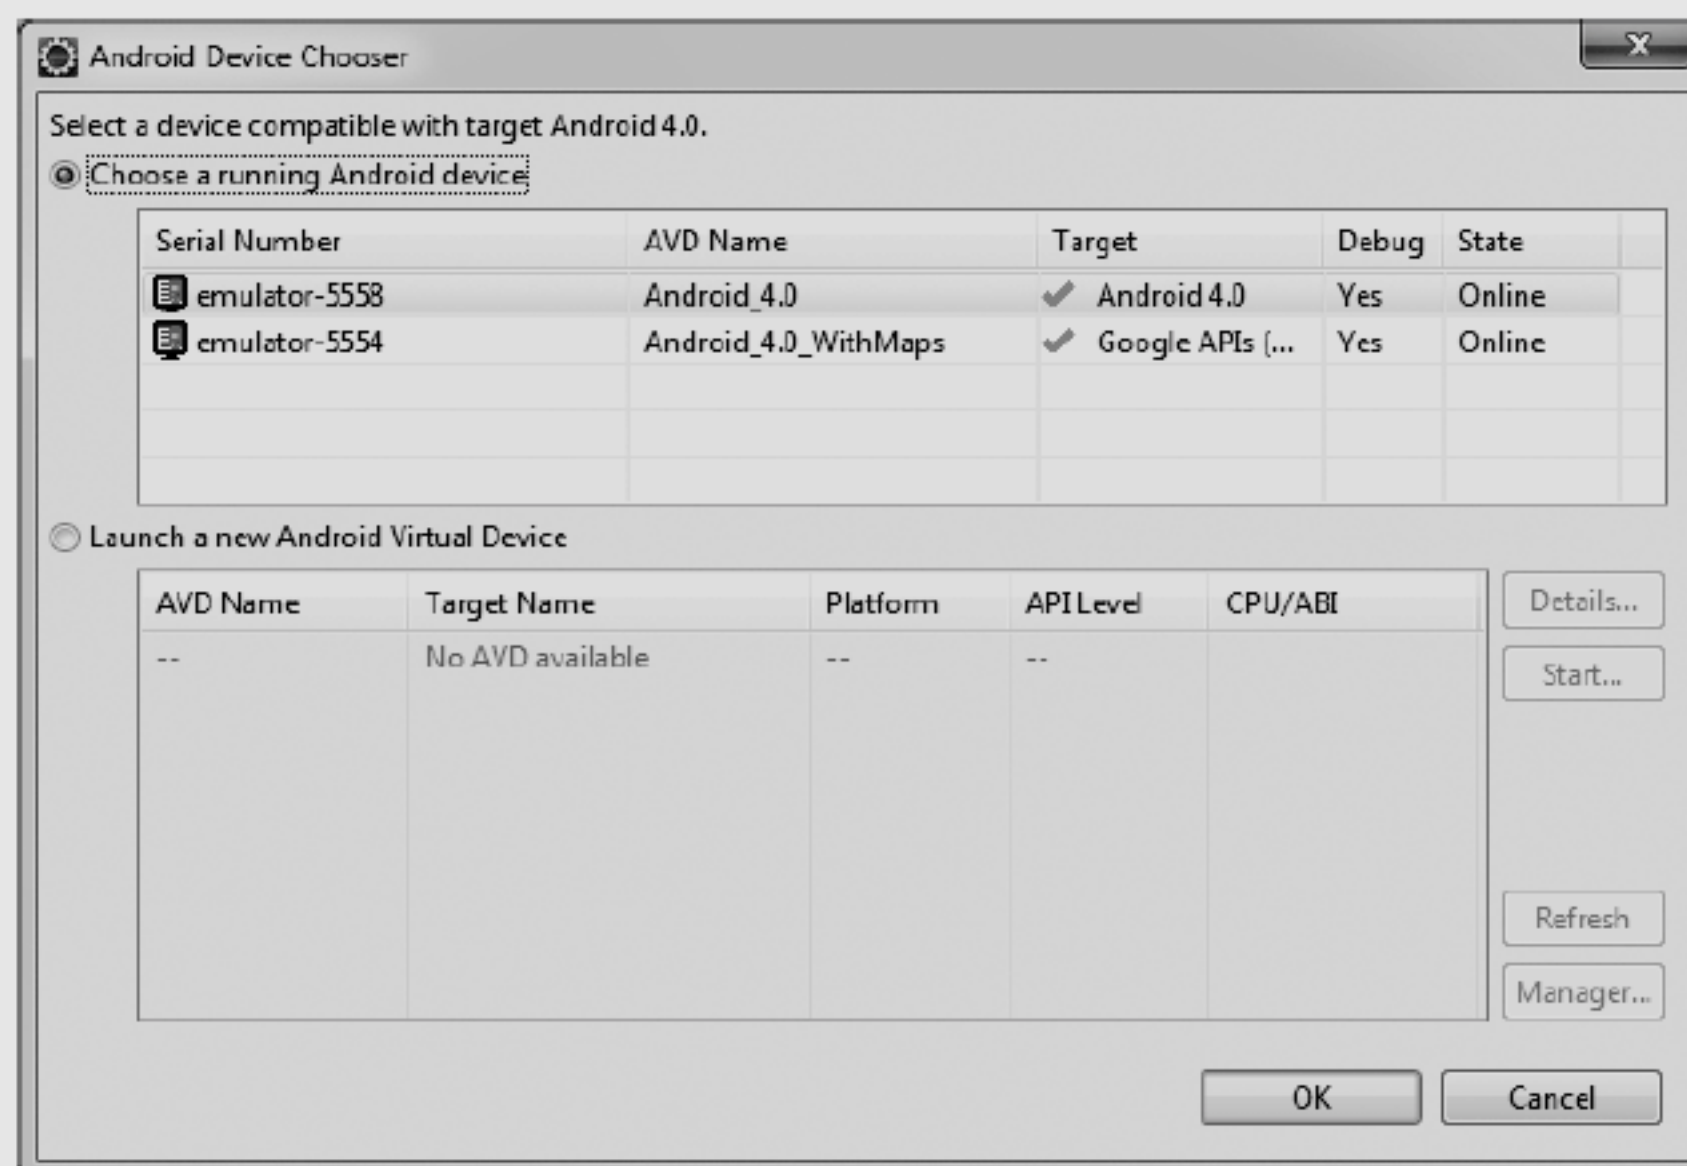 Android Device Chooser
x
Select a device compatible with target Android 4.0.
Choose a running Android device
Serial Number AVD Name Target Debug State
emulator-5558 Android_4.0 Android 4.0 Yes Online
emulator-5554 Android_4.0_WithMaps Google APIs (... Yes Online
Launch a new Android Virtual Device
AVD Name Target Name Platform API Level CPU/ABI
-- No AVD available -- --
Details...
Start...
Refresh
Manager...
OK Cancel